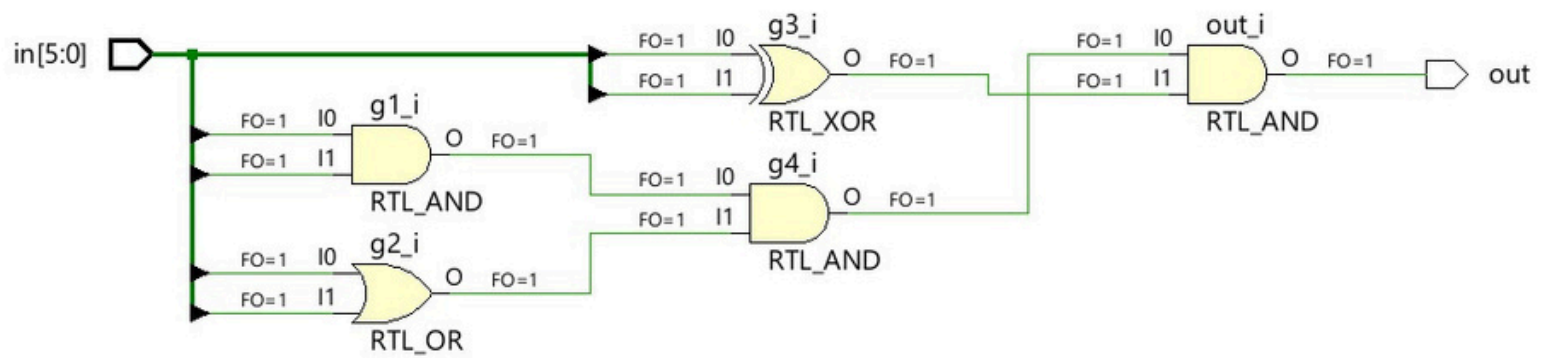 in[5:0]
g3_i
FO=1 I0
FO=1 I1
O FO=1
RTL_XOR
out_i
FO=1 I0
FO=1 I1
O FO=1
RTL_AND
out
g1_i
FO=1 I0
FO=1 I1
O FO=1
RTL_AND
g4_i
FO=1 I0
FO=1 I1
O FO=1
RTL_AND
g2_i
FO=1 I0
FO=1 I1
O FO=1
RTL_OR